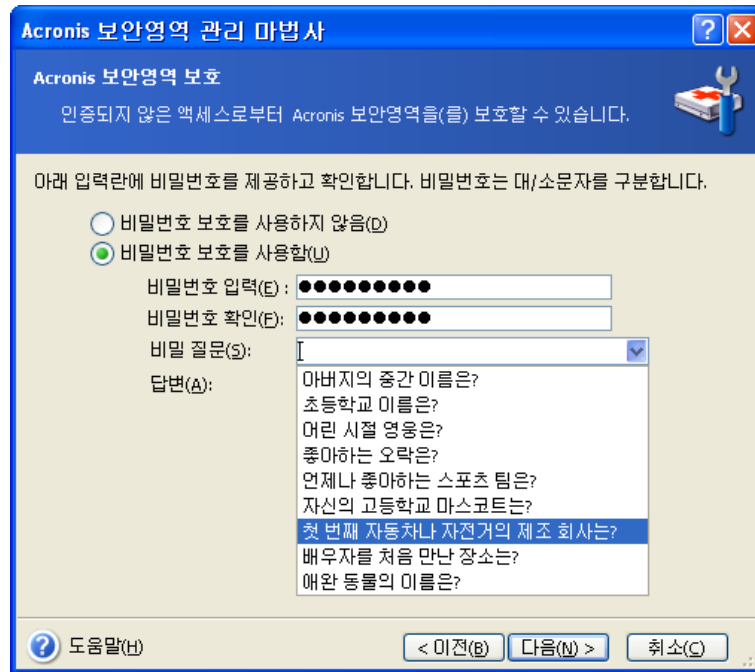 Acronis 보안영역 관리 마법사
Acronis 보안영역 보호
인증되지 않은 액세스로부터 Acronis 보안영역을(를) 보호할 수 있습니다.
아래 입력란에 비밀번호를 제공하고 확인합니다. 비밀번호는 대/소문자를 구분합니다.
비밀번호 보호를 사용하지 않음(D)
비밀번호 보호를 사용함(U)
비밀번호 입력(E) : ●●●●●●●●●
비밀번호 확인(F): ●●●●●●●●●
비밀 질문(S):
답변(A):
아버지의 중간 이름은?
초등학교 이름은?
어린 시절 영웅은?
좋아하는 오락은?
언제나 좋아하는 스포츠 팀은?
자신의 고등학교 마스코트는?
첫 번째 자동차나 자전거의 제조 회사는?
배우자를 처음 만난 장소는?
애완 동물의 이름은?
도움말(H)
< 이전(B)
다음(N) >
취소(C)